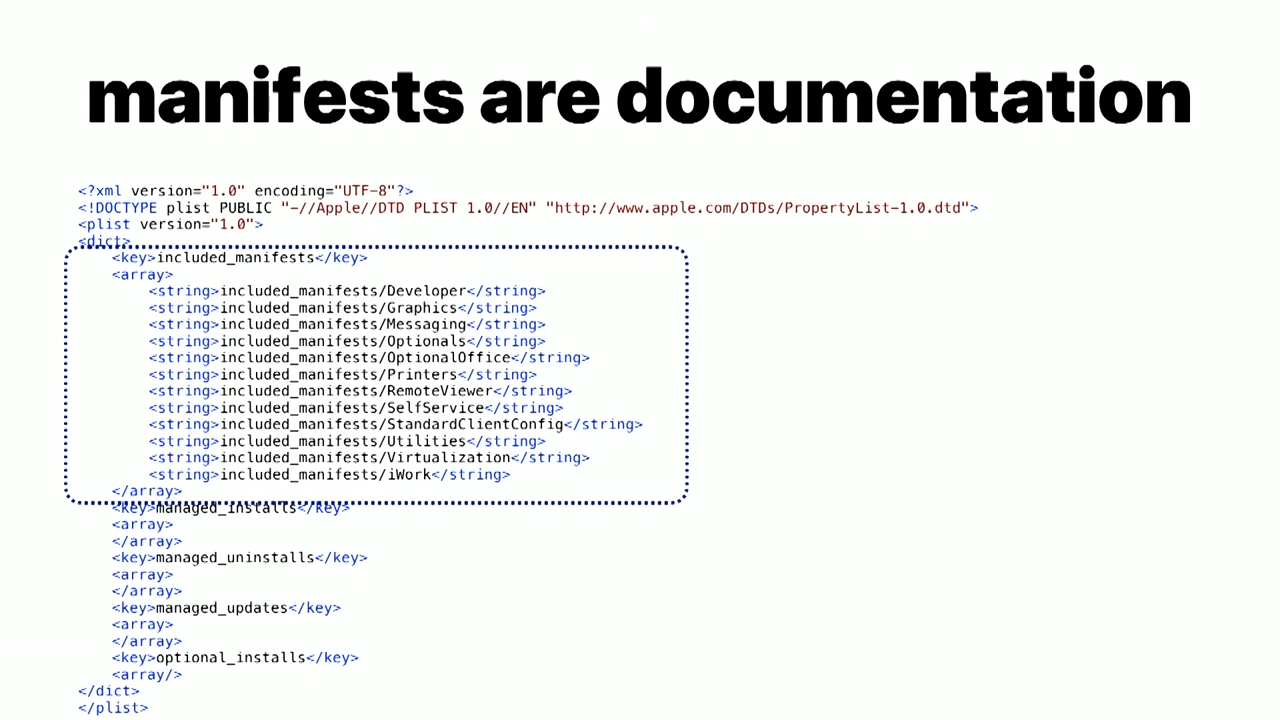 manifests are documentation
<?xml version="1.0" encoding="UTF-8"?>
<!DOCTYPE plist PUBLIC "-//Apple//DTD PLIST 1.0//EN" "http://www.apple.com/DTDs/PropertyList-1.0.dtd">
<plist version="1.0">
<dict>
<key>included_manifests</key>
<array>
<string>included_manifests/Developer</string>
<string>included_manifests/Graphics</string>
<string>included_manifests/Messaging</string>
<string>included_manifests/Optionals</string>
<string>included_manifests/OptionalOffice</string>
<string>included_manifests/Printers</string>
<string>included_manifests/RemoteViewer</string>
<string>included_manifests/SelfService</string>
<string>included_manifests/StandardClientConfig</string>
<string>included_manifests/Utilities</string>
<string>included_manifests/Virtualization</string>
<string>included_manifests/iWork</string>
</array>
<key>managed_installs</key>
<array>
</array>
<key>managed_uninstalls</key>
<array>
</array>
<key>managed_updates</key>
<array>
</array>
<key>optional_installs</key>
<array/>
</dict>
</plist>